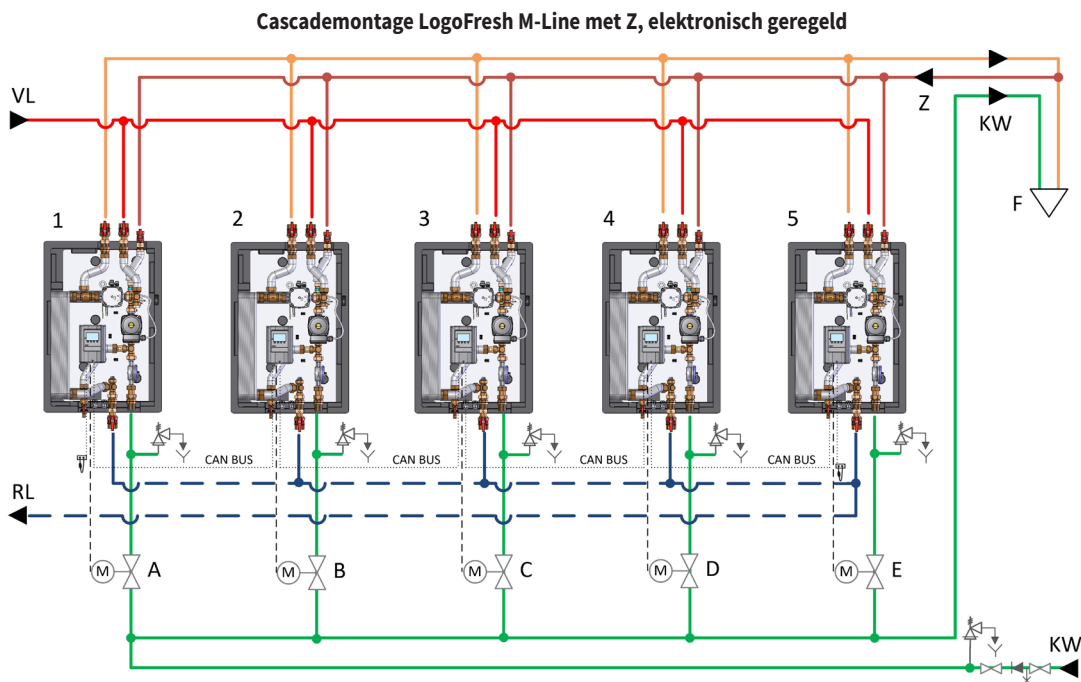 Cascademontage LogoFresh M-Line met Z, elektronisch geregeld
VL
Z
KW
F
1
2
3
4
5
CAN BUS
CAN BUS
CAN BUS
CAN BUS
RL
M
A
M
B
M
C
M
D
M
E
KW